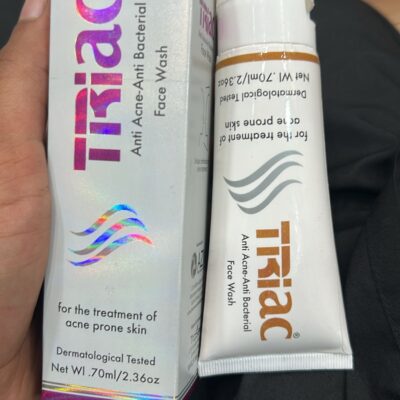 TRiac
Anti Acne-Anti Bacterial
Face Wash
for the treatment of
acne prone skin
Dermatological Tested
Net Wl .70ml/2.36oz
TRiac®
Anti Acne-Anti Bacterial
Face Wash
for the treatment of
acne prone skin
Dermatological Tested
Net Wl .70ml/2.36oz